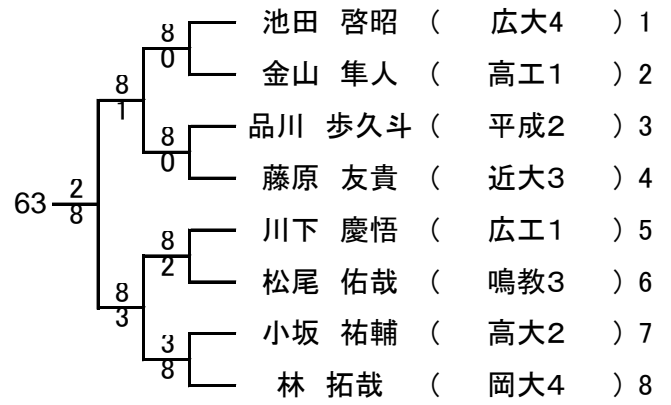 8
0
池田 啓昭 ( 広大4 ) 1
金山 隼人 ( 高工1 ) 2
8
1
品川 歩久斗 ( 平成2 ) 3
8
0
藤原 友貴 ( 近大3 ) 4
63
2
8
川下 慶悟 ( 広工1 ) 5
8
2
松尾 佑哉 ( 鳴教3 ) 6
8
3
小坂 祐輔 ( 高大2 ) 7
3
8
林 拓哉 ( 岡大4 ) 8